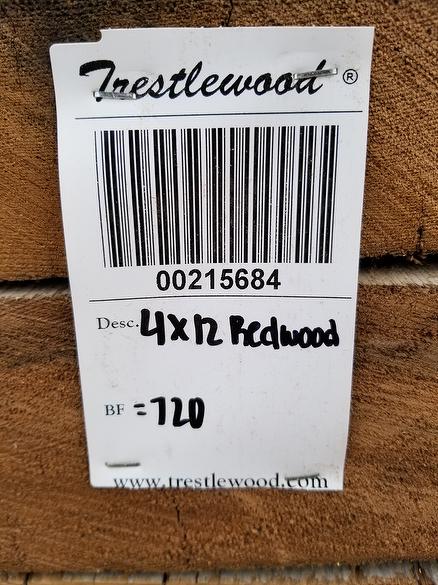 Trestlewood ®
00215684
Desc. 4x12 Redwood
BF = 720
www.trestlewood.com